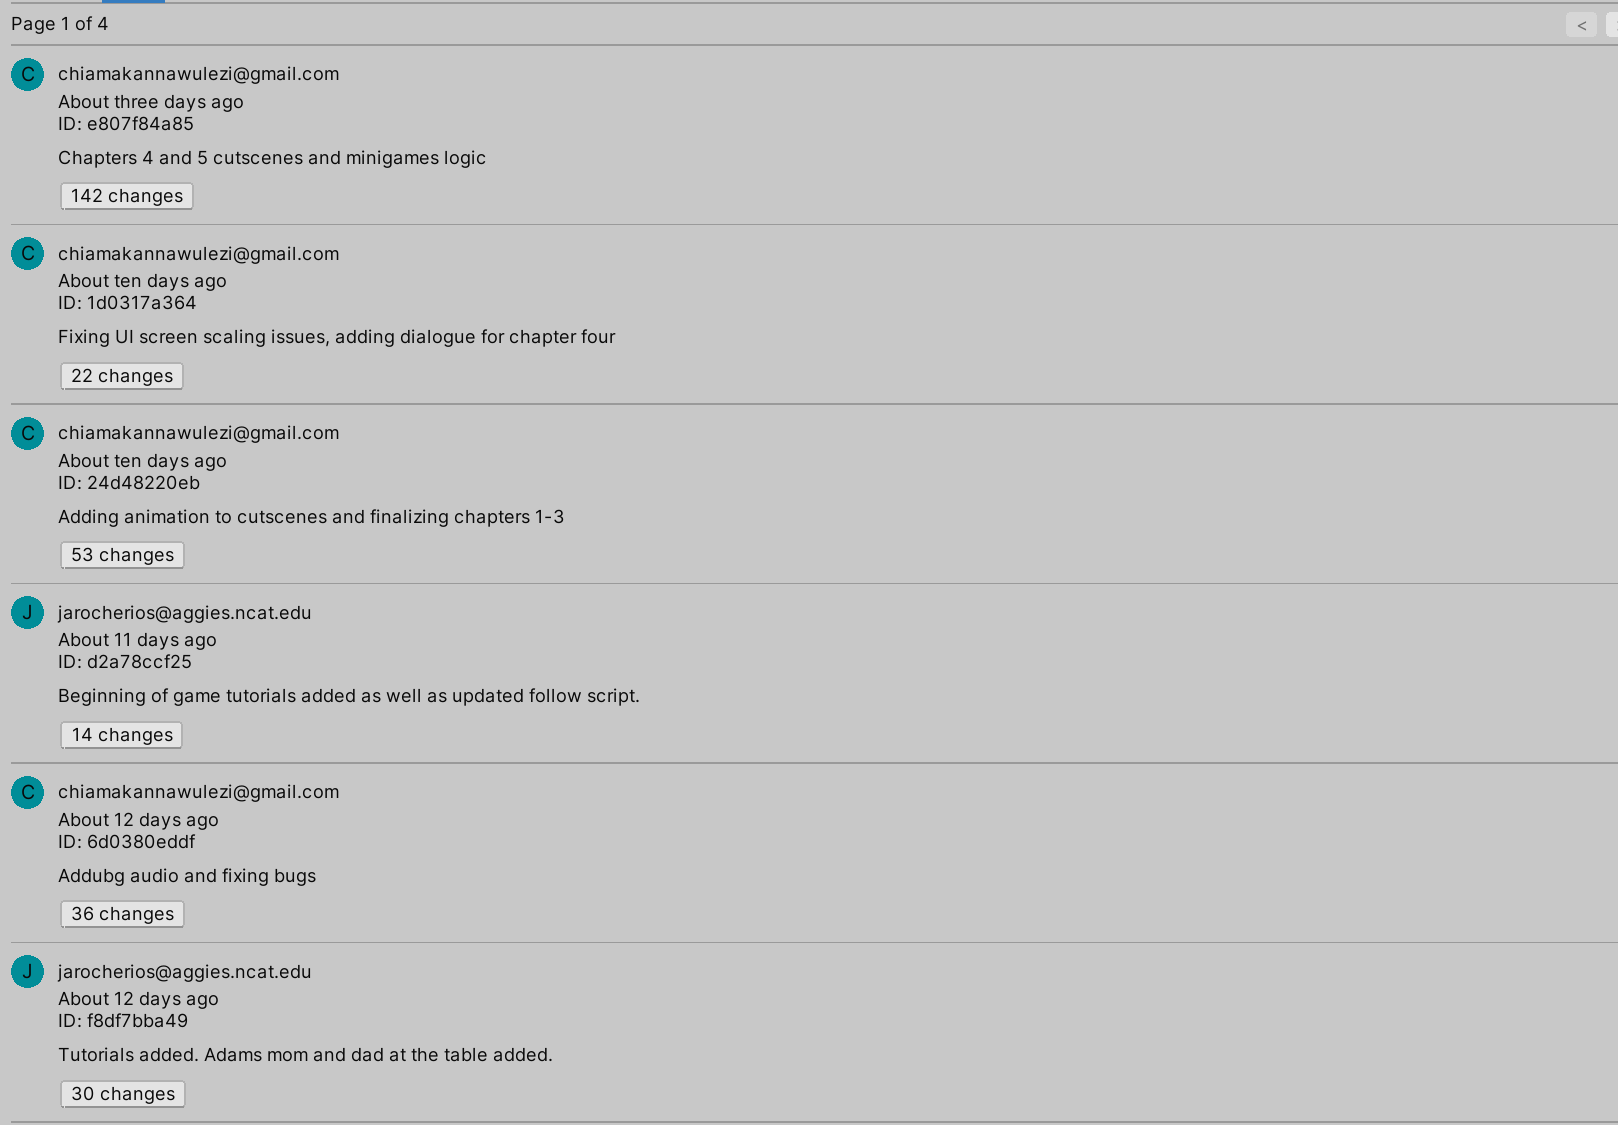 Page 1 of 4
<
C
chiamakannawulezi@gmail.com
About three days ago
ID: e807f84a85
Chapters 4 and 5 cutscenes and minigames logic
142 changes
C
chiamakannawulezi@gmail.com
About ten days ago
ID: 1d0317a364
Fixing UI screen scaling issues, adding dialogue for chapter four
22 changes
C
chiamakannawulezi@gmail.com
About ten days ago
ID: 24d48220eb
Adding animation to cutscenes and finalizing chapters 1-3
53 changes
J
jarocherios@aggies.ncat.edu
About 11 days ago
ID: d2a78ccf25
Beginning of game tutorials added as well as updated follow script.
14 changes
C
chiamakannawulezi@gmail.com
About 12 days ago
ID: 6d0380eddf
Addubg audio and fixing bugs
36 changes
J
jarocherios@aggies.ncat.edu
About 12 days ago
ID: f8df7bba49
Tutorials added. Adams mom and dad at the table added.
30 changes